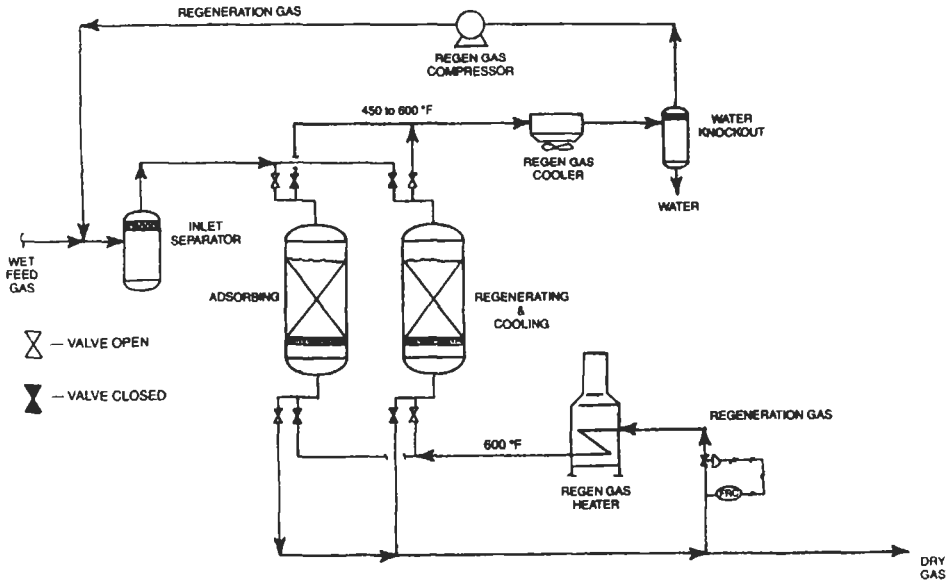 REGENERATION GAS
REGEN GAS
COMPRESSOR
450 to 600 °F
WATER
KNOCKOUT
REGEN GAS
COOLER
WATER
INLET
SEPARATOR
WET
FEED
GAS
ADSORBING
REGENERATING
&
COOLING
— VALVE OPEN
— VALVE CLOSED
REGENERATION GAS
600 °F
FRC
REGEN GAS
HEATER
DRY
GAS